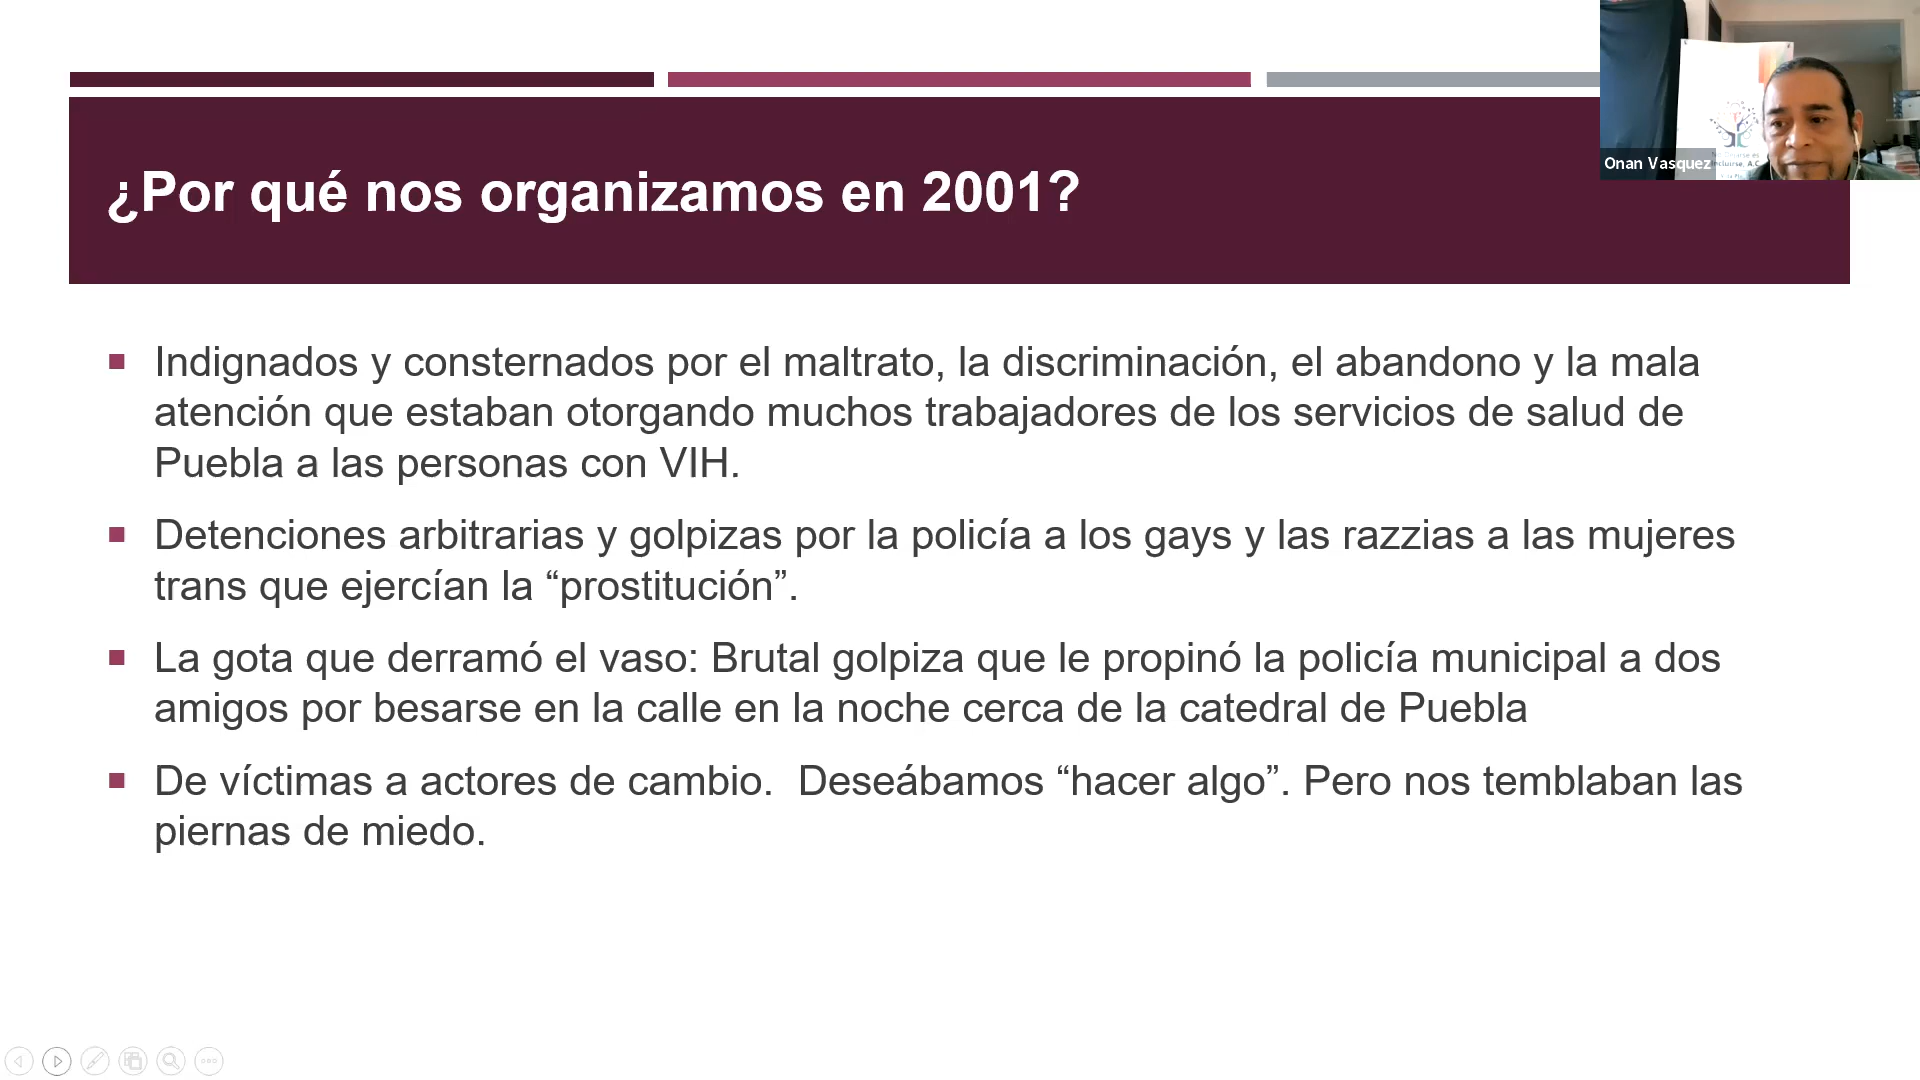 ¿Por qué nos organizamos en 2001?
Onan Vasquez
Indignados y consternados por el maltrato, la discriminación, el abandono y la mala
atención que estaban otorgando muchos trabajadores de los servicios de salud de
Puebla a las personas con VIH.
Detenciones arbitrarias y golpizas por la policía a los gays y las razzias a las mujeres
trans que ejercían la “prostitución”.
La gota que derramó el vaso: Brutal golpiza que le propinó la policía municipal a dos
amigos por besarse en la calle en la noche cerca de la catedral de Puebla
De víctimas a actores de cambio.  Deseábamos “hacer algo”. Pero nos temblaban las
piernas de miedo.